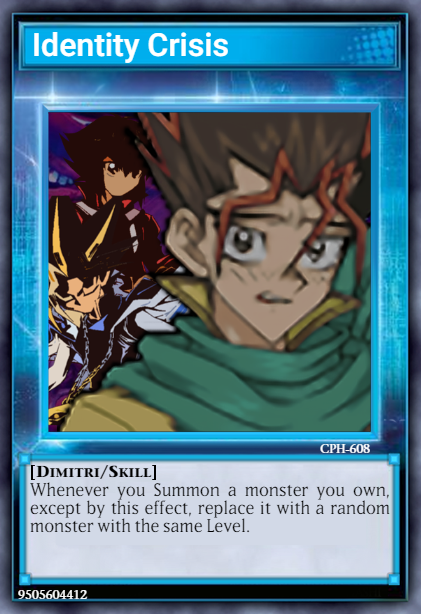 Identity Crisis
CPH-608
[Dimitri/Skill]
Whenever you Summon a monster you own,
except by this effect, replace it with a random
monster with the same Level.
9505604412